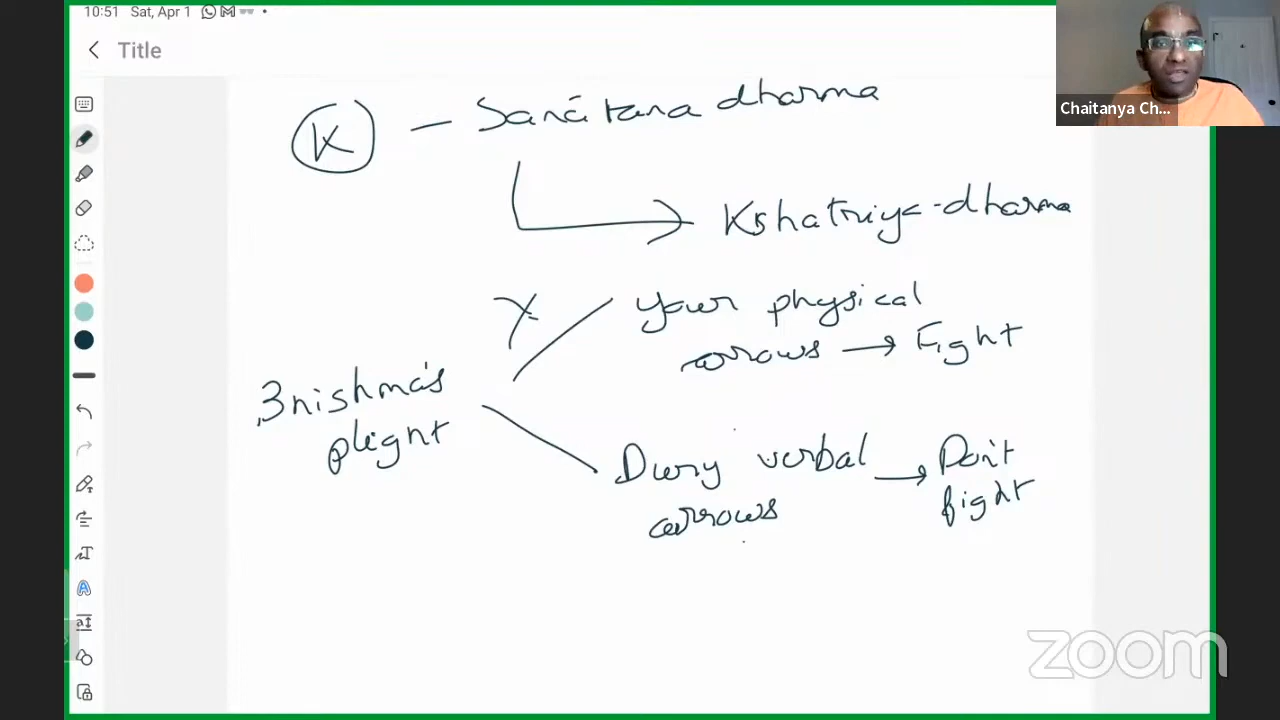 10:51 Sat, Apr 1
Title
Chaitanya Ch...
K — Sanātana dharma
Kshatriya-dharma
Your physical
arrows → Fight
Bhishma's
plight
Dury verbal → Don't
arrows fight
zoom